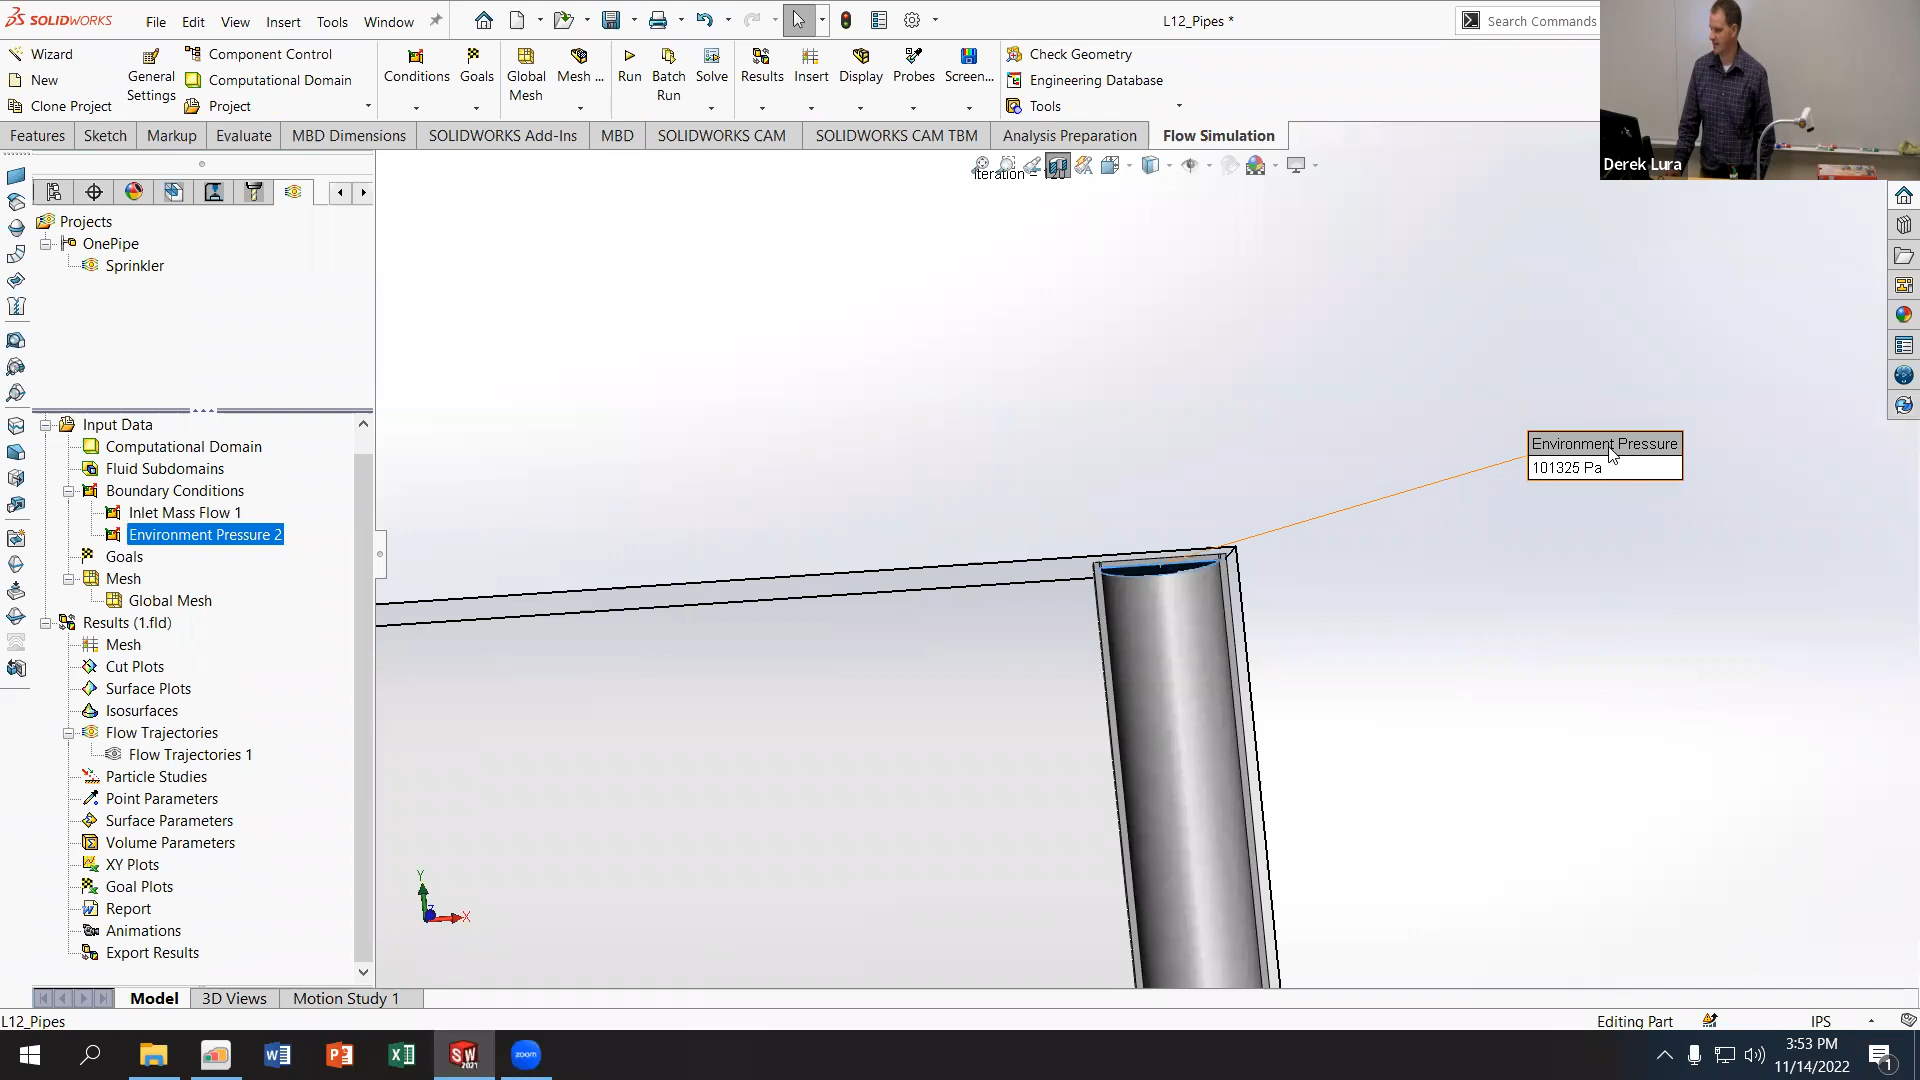 SOLIDWORKS
File Edit View Insert Tools Window
L12_Pipes *
Search Commands
Wizard
New
Clone Project
General Settings
Component Control
Computational Domain
Project
Conditions
Goals
Global Mesh
Mesh ...
Run
Batch Run
Solve
Results
Insert
Display
Probes
Screen...
Check Geometry
Engineering Database
Tools
Derek Lura
Features Sketch Markup Evaluate MBD Dimensions SOLIDWORKS Add-Ins MBD SOLIDWORKS CAM SOLIDWORKS CAM TBM Analysis Preparation Flow Simulation
Iteration = 120
Projects
OnePipe
Sprinkler
Input Data
Computational Domain
Fluid Subdomains
Boundary Conditions
Inlet Mass Flow 1
Environment Pressure 2
Goals
Mesh
Global Mesh
Results (1.fld)
Mesh
Cut Plots
Surface Plots
Isosurfaces
Flow Trajectories
Flow Trajectories 1
Particle Studies
Point Parameters
Surface Parameters
Volume Parameters
XY Plots
Goal Plots
Report
Animations
Export Results
Environment Pressure
101325 Pa
Y
Z
X
Model 3D Views Motion Study 1
L12_Pipes
Editing Part
IPS
SW
2021
zoom
3:53 PM
11/14/2022
1